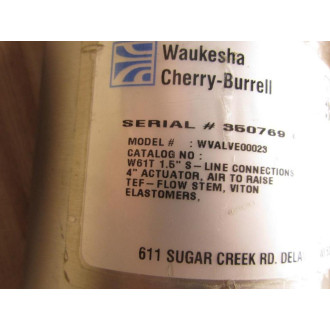 Waukesha
Cherry-Burrell
SERIAL # 350769
MODEL # : WVALVE00023
CATALOG NO :
W61T 1.5" S-LINE CONNECTIONS
4" ACTUATOR, AIR TO RAISE
TEF-FLOW STEM, VITON
ELASTOMERS,
611 SUGAR CREEK RD. DELA